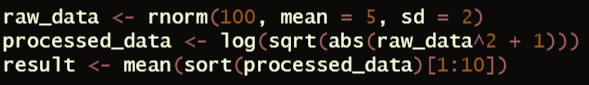 raw_data <- rnorm(100, mean = 5, sd = 2)
processed_data <- log(sqrt(abs(raw_data^2 + 1)))
result <- mean(sort(processed_data)[1:10])